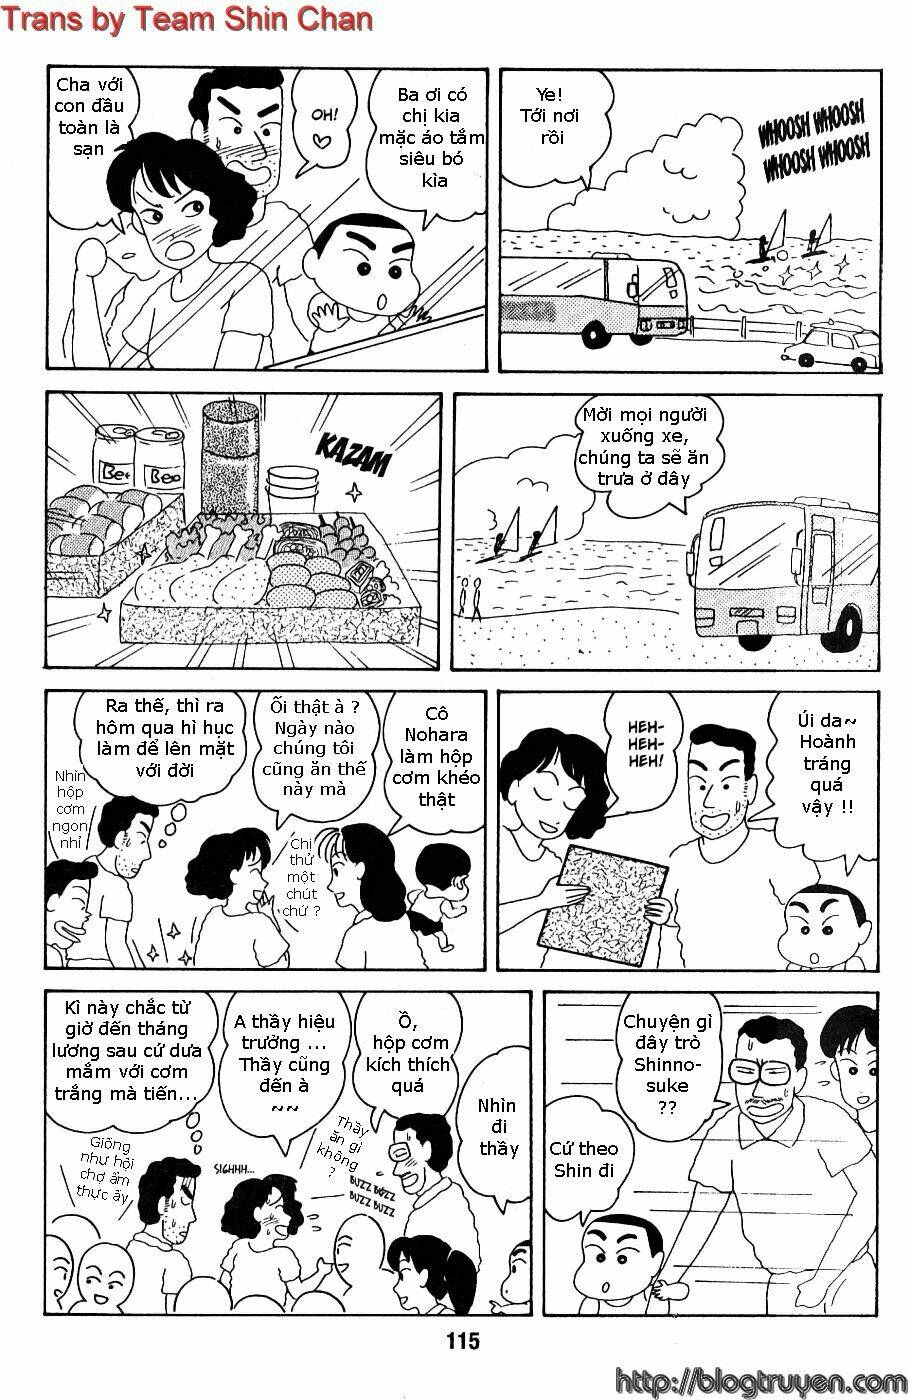 Trans by Team Shin Chan
Ye!
Tới nơi
rồi
WHOOSH WHOOSH
WHOOSH WHOOSH
Ba ơi có
chị kia
mặc áo tắm
siêu bó
kìa
OH!
Cha với
con đầu
toàn là
sạn
Mời mọi người
xuống xe,
chúng ta sẽ ăn
trưa ở đây
KAZAM
Bee
Beo
Úi da~
Hoành
tráng
quá
vậy !!
HEH-
HEH-
HEH!
Cô
Nohara
làm hộp
cơm khéo
thật
Ối thật à ?
Ngày nào
chúng tôi
cũng ăn thế
này mà
Chị
thử
một
chút
chứ ?
Ra thế, thì ra
hôm qua hì hục
làm để lên mặt
với đời
Nhìn
hộp
cơm
ngon
nhỉ
Chuyện gì
đây trò
Shinno-
suke
??
Cứ theo
Shin đi
Nhìn
đi
thầy
Ồ,
hộp cơm
kích thích
quá
Thầy
ăn gì
không
?
BUZZ BUZZ
BUZZ BUZZ
A thầy hiệu
trưởng ...
Thầy cũng
đến à
~~
SIGHHH...
Kì này chắc từ
giờ đến tháng
lương sau cứ dưa
mắm với cơm
trắng mà tiến...
Giống
như hội
chợ ẩm
thực ấy
115
http://blogtruyen.com